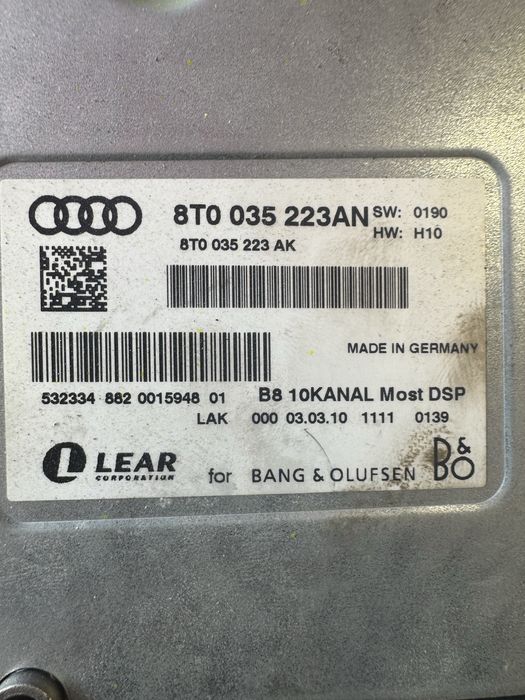 8T0 035 223AN SW: 0190
HW: H10
8T0 035 223 AK
MADE IN GERMANY
532334 882 0015948 01
B8 10KANAL Most DSP
LAK 000 03.03.10 1111 0139
LEAR CORPORATION for BANG & OLUFSEN B&O